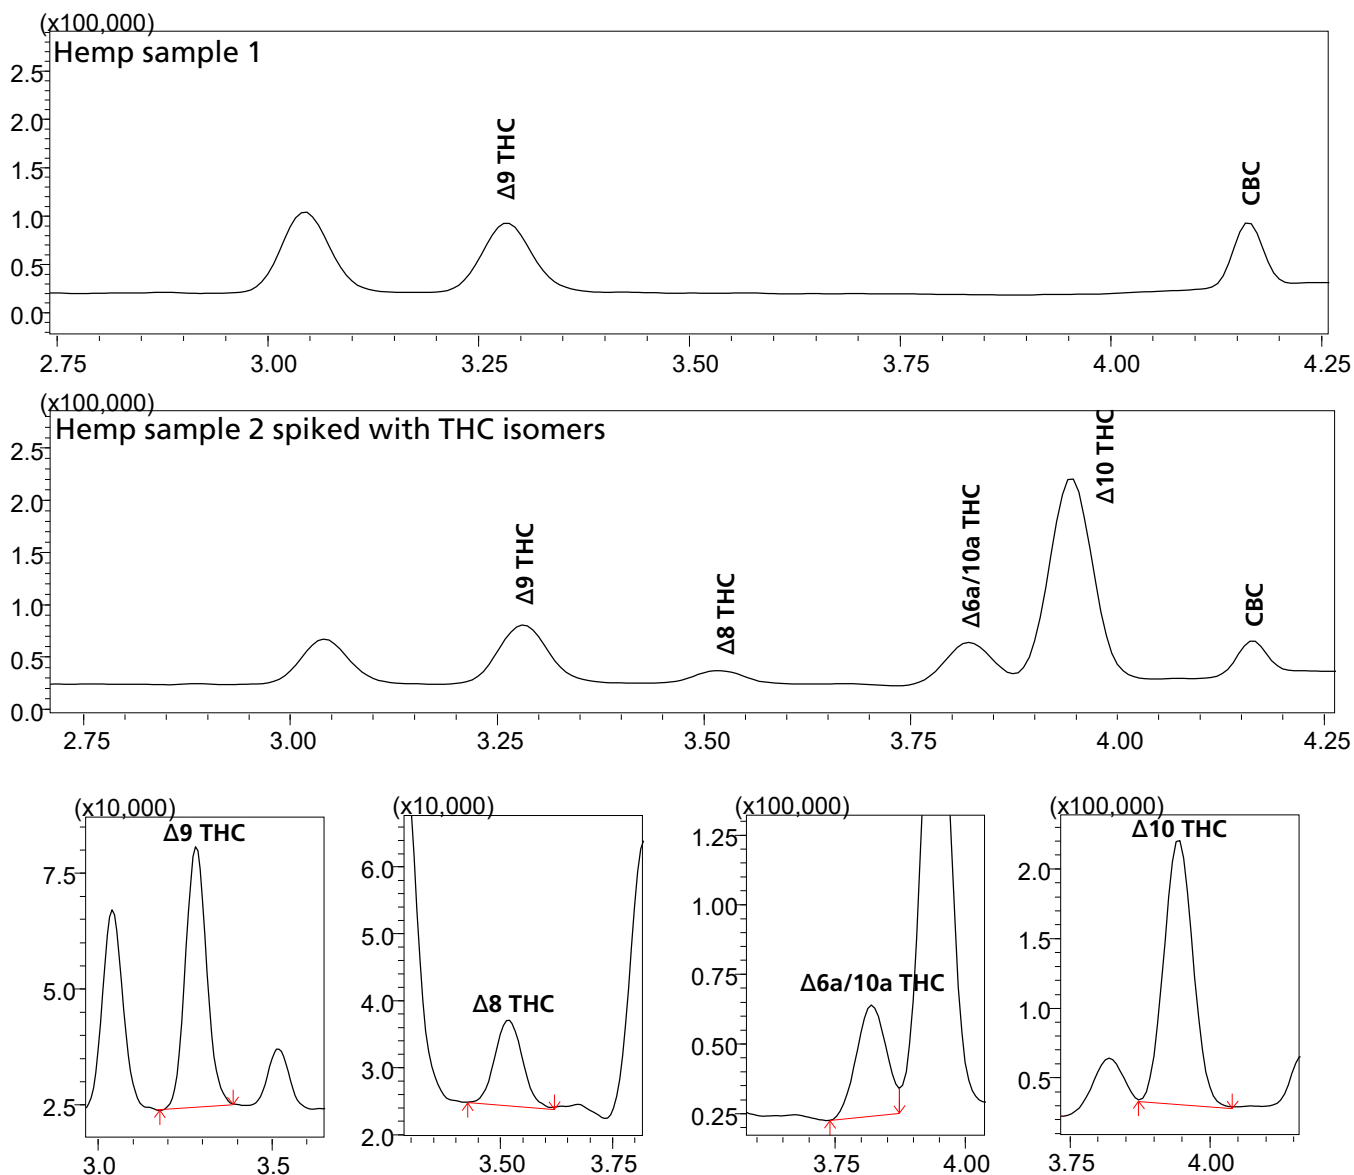 (x100,000)
Hemp sample 1
2.5
2.0
1.5
1.0
0.5
0.0
Δ9 THC
CBC
2.75 3.00 3.25 3.50 3.75 4.00 4.25
(x100,000)
Hemp sample 2 spiked with THC isomers
2.5
2.0
1.5
1.0
0.5
0.0
Δ9 THC
Δ8 THC
Δ6a/10a THC
Δ10 THC
CBC
2.75 3.00 3.25 3.50 3.75 4.00 4.25
(x10,000)
Δ9 THC
7.5
5.0
2.5
3.0 3.5
(x10,000)
6.0
5.0
4.0
Δ8 THC
3.0
2.0
3.50 3.75
(x100,000)
1.25
1.00
0.75
Δ6a/10a THC
0.50
0.25
3.75 4.00
(x100,000)
Δ10 THC
2.0
1.5
1.0
0.5
3.75 4.00